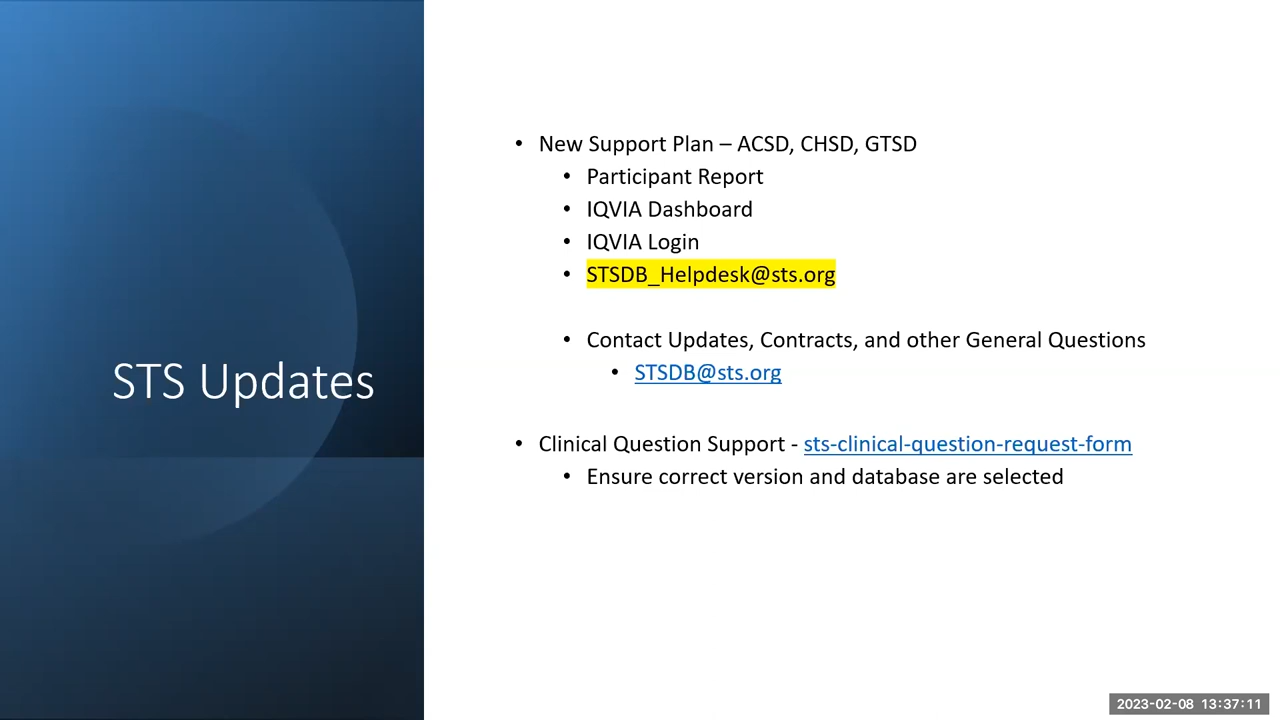 STS Updates
• New Support Plan – ACSD, CHSD, GTSD
• Participant Report
• IQVIA Dashboard
• IQVIA Login
• STSDB_Helpdesk@sts.org
• Contact Updates, Contracts, and other General Questions
• STSDB@sts.org
• Clinical Question Support - sts-clinical-question-request-form
• Ensure correct version and database are selected
2023-02-08 13:37:11